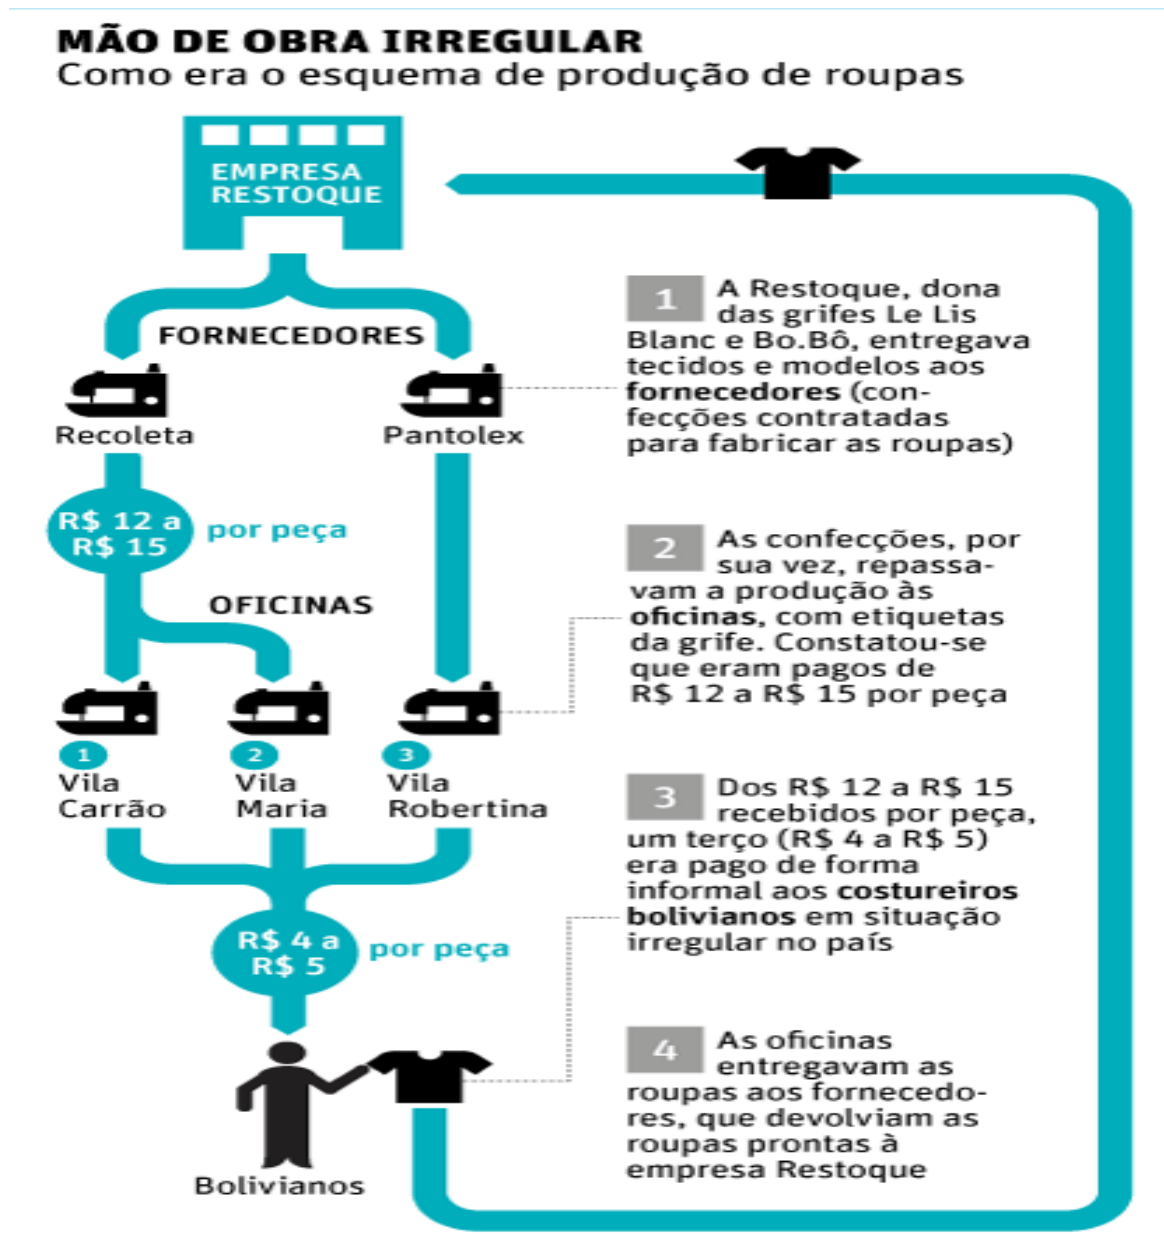 MÃO DE OBRA IRREGULAR
Como era o esquema de produção de roupas
EMPRESA
RESTOQUE
FORNECEDORES
Recoleta
Pantolex
R$ 12 a
R$ 15
por peça
OFICINAS
1
Vila
Carrão
2
Vila
Maria
3
Vila
Robertina
R$ 4 a
R$ 5
por peça
Bolivianos
1 A Restoque, dona
das grifes Le Lis
Blanc e Bo.Bô, entregava
tecidos e modelos aos
fornecedores (con-
fecções contratadas
para fabricar as roupas)
2 As confecções, por
sua vez, repassa-
vam a produção às
oficinas, com etiquetas
da grife. Constatou-se
que eram pagos de
R$ 12 a R$ 15 por peça
3 Dos R$ 12 a R$ 15
recebidos por peça,
um terço (R$ 4 a R$ 5)
era pago de forma
informal aos costureiros
bolivianos em situação
irregular no país
4 As oficinas
entregavam as
roupas aos fornecedo-
res, que devolviam as
roupas prontas à
empresa Restoque